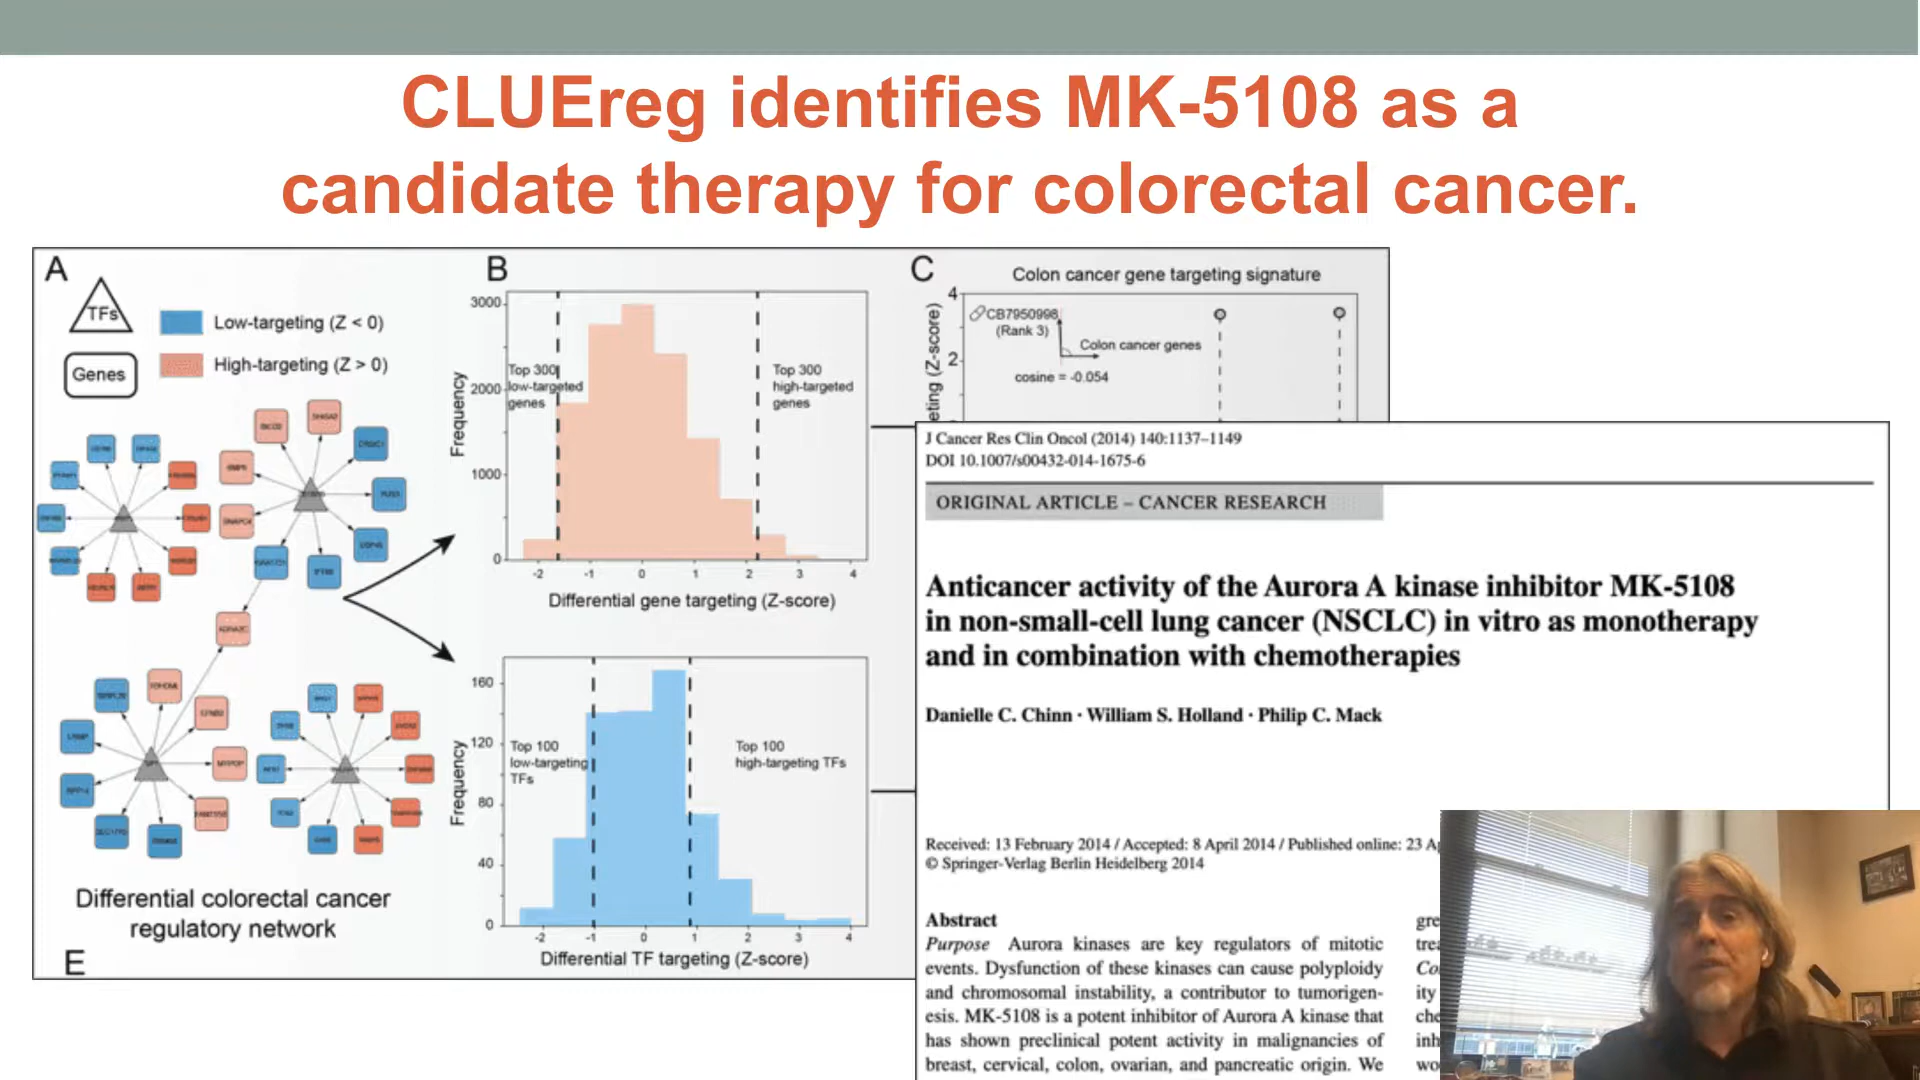 CLUEreg identifies MK-5108 as a
candidate therapy for colorectal cancer.
A
TFs
Genes
Low-targeting (Z < 0)
High-targeting (Z > 0)
Differential colorectal cancer
regulatory network
E
B
3000
2000
1000
0
Frequency
Top 300
low-targeted
genes
Top 300
high-targeted
genes
-2 -1 0 1 2 3 4
Differential gene targeting (Z-score)
160
120
80
40
0
Frequency
Top 100
low-targeting
TFs
Top 100
high-targeting TFs
-2 -1 0 1 2 3 4
Differential TF targeting (Z-score)
C
Colon cancer gene targeting signature
4
2
eting (Z-score)
CB7950998
(Rank 3)
Colon cancer genes
cosine = -0.054
J Cancer Res Clin Oncol (2014) 140:1137–1149
DOI 10.1007/s00432-014-1675-6
ORIGINAL ARTICLE – CANCER RESEARCH
Anticancer activity of the Aurora A kinase inhibitor MK-5108
in non-small-cell lung cancer (NSCLC) in vitro as monotherapy
and in combination with chemotherapies
Danielle C. Chinn · William S. Holland · Philip C. Mack
Received: 13 February 2014 / Accepted: 8 April 2014 / Published online: 23 A
© Springer-Verlag Berlin Heidelberg 2014
Abstract
Purpose Aurora kinases are key regulators of mitotic
events. Dysfunction of these kinases can cause polyploidy
and chromosomal instability, a contributor to tumorigen-
esis. MK-5108 is a potent inhibitor of Aurora A kinase that
has shown preclinical potent activity in malignancies of
breast, cervical, colon, ovarian, and pancreatic origin. We
gre
trea
Co
ity
che
inh
wo